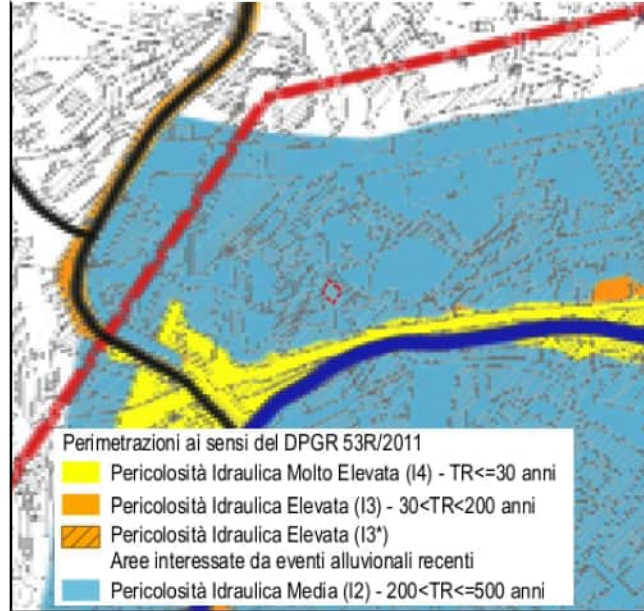 Perimetrazioni ai sensi del DPGR 53R/2011
Pericolosità Idraulica Molto Elevata (I4) - TR<=30 anni
Pericolosità Idraulica Elevata (I3) - 30<TR<200 anni
Pericolosità Idraulica Elevata (I3*)
Aree interessate da eventi alluvionali recenti
Pericolosità Idraulica Media (I2) - 200<TR<=500 anni